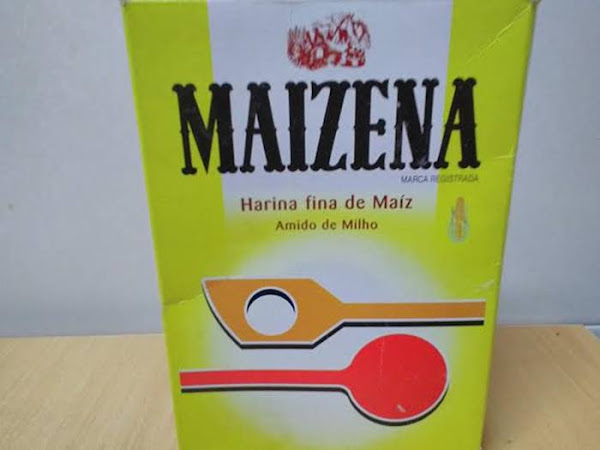 MAIZENA
MARCA REGISTRADA
Harina fina de Maíz
Amido de Milho